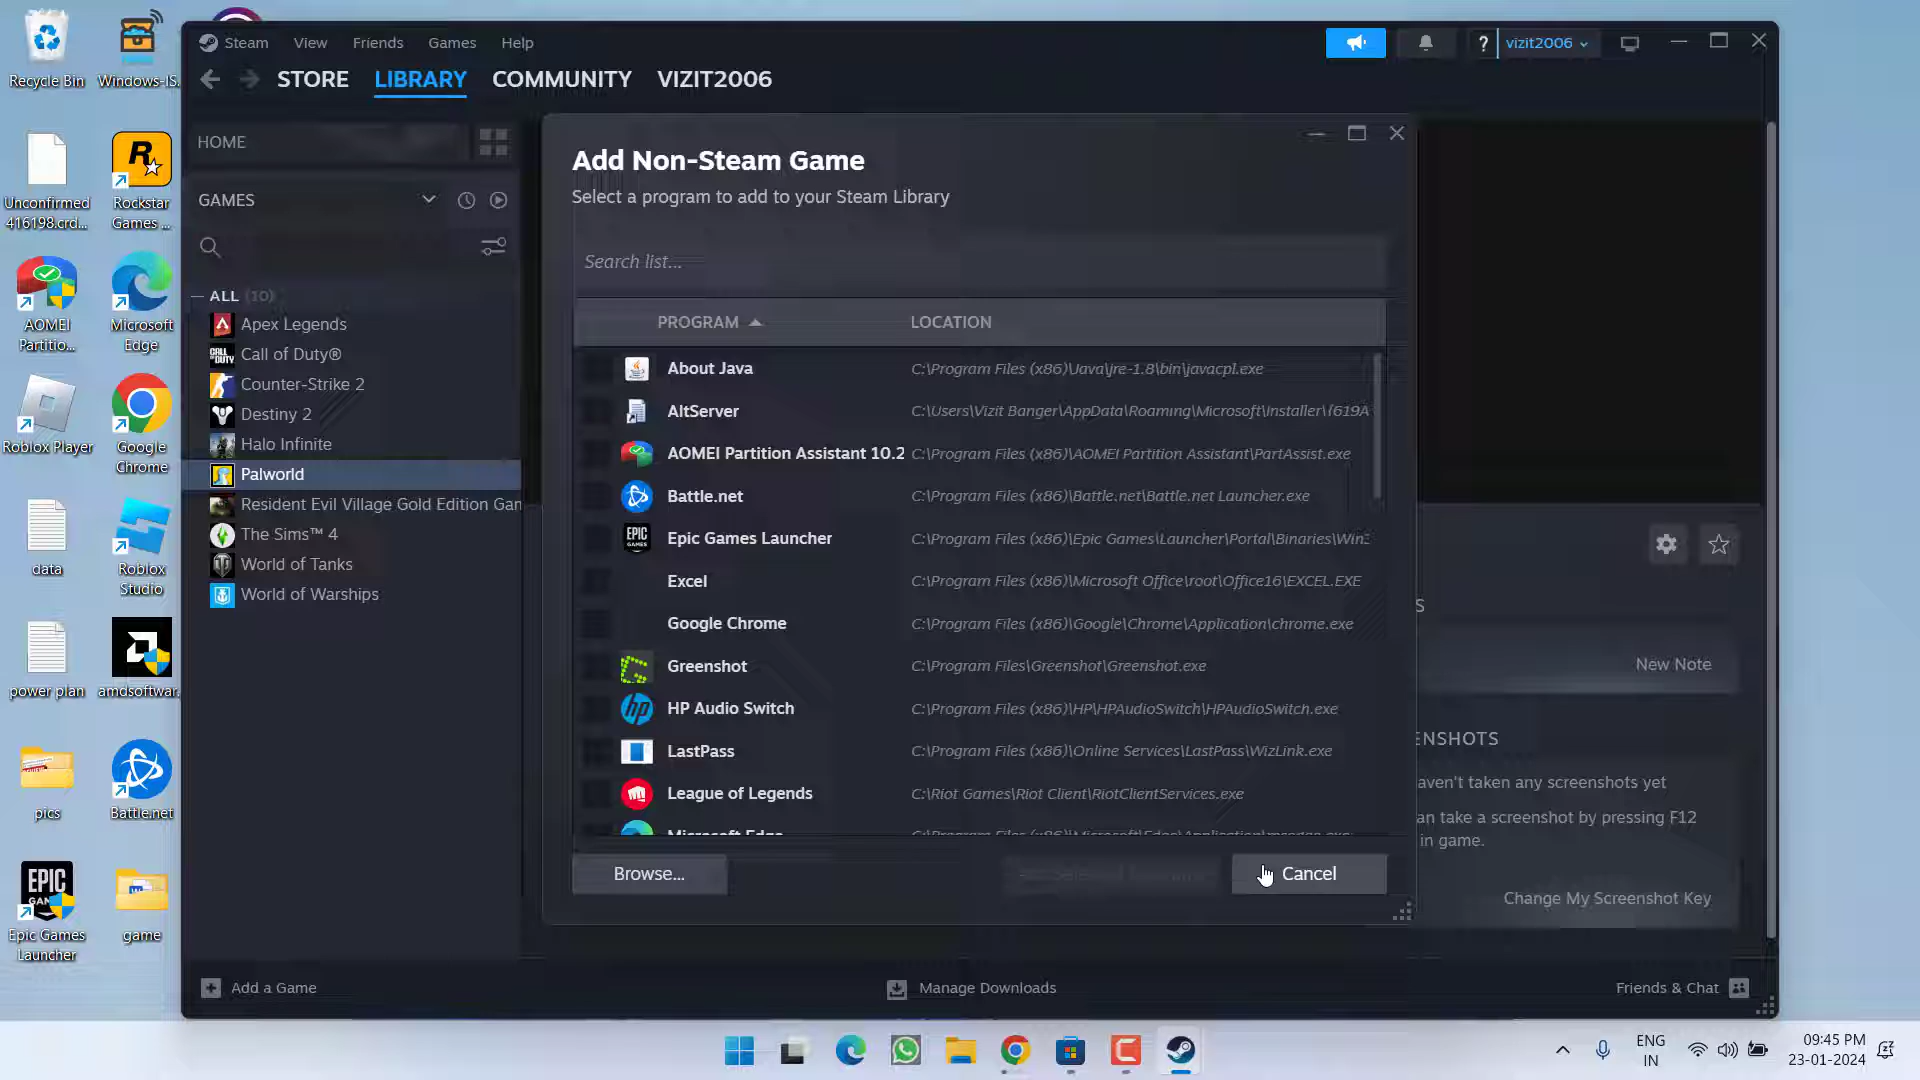 Recycle Bin
Windows-IS...
Unconfirmed
416198.crd...
Rockstar
Games ...
AOMEI
Partitio...
Microsoft
Edge
Roblox Player
Google
Chrome
data
Roblox
Studio
power plan
amdsoftwar...
pics
Battle.net
Epic Games
Launcher
game
Steam View Friends Games Help
vizit2006
STORE LIBRARY COMMUNITY VIZIT2006
HOME
GAMES
ALL (10)
Apex Legends
Call of Duty®
Counter-Strike 2
Destiny 2
Halo Infinite
Palworld
Resident Evil Village Gold Edition Gan
The Sims™ 4
World of Tanks
World of Warships
Add Non-Steam Game
Select a program to add to your Steam Library
Search list...
PROGRAM LOCATION
About Java C:\Program Files (x86)\Java\jre-1.8\bin\javacpl.exe
AltServer C:\Users\Vizit Banger\AppData\Roaming\Microsoft\Installer\{619A
AOMEI Partition Assistant 10.2 C:\Program Files (x86)\AOMEI Partition Assistant\PartAssist.exe
Battle.net C:\Program Files (x86)\Battle.net\Battle.net Launcher.exe
Epic Games Launcher C:\Program Files (x86)\Epic Games\Launcher\Portal\Binaries\Win3
Excel C:\Program Files (x86)\Microsoft Office\root\Office16\EXCEL.EXE
Google Chrome C:\Program Files (x86)\Google\Chrome\Application\chrome.exe
Greenshot C:\Program Files\Greenshot\Greenshot.exe
HP Audio Switch C:\Program Files (x86)\HP\HPAudioSwitch\HPAudioSwitch.exe
LastPass C:\Program Files (x86)\Online Services\LastPass\WizLink.exe
League of Legends C:\Riot Games\Riot Client\RiotClientServices.exe
Microsoft Edge C:\Program Files (x86)\Microsoft\Edge\Application\msedge.exe
Browse... Cancel
S
New Note
ENSHOTS
aven't taken any screenshots yet
an take a screenshot by pressing F12
in game.
Change My Screenshot Key
Add a Game
Manage Downloads
Friends & Chat
ENG
IN
09:45 PM
23-01-2024